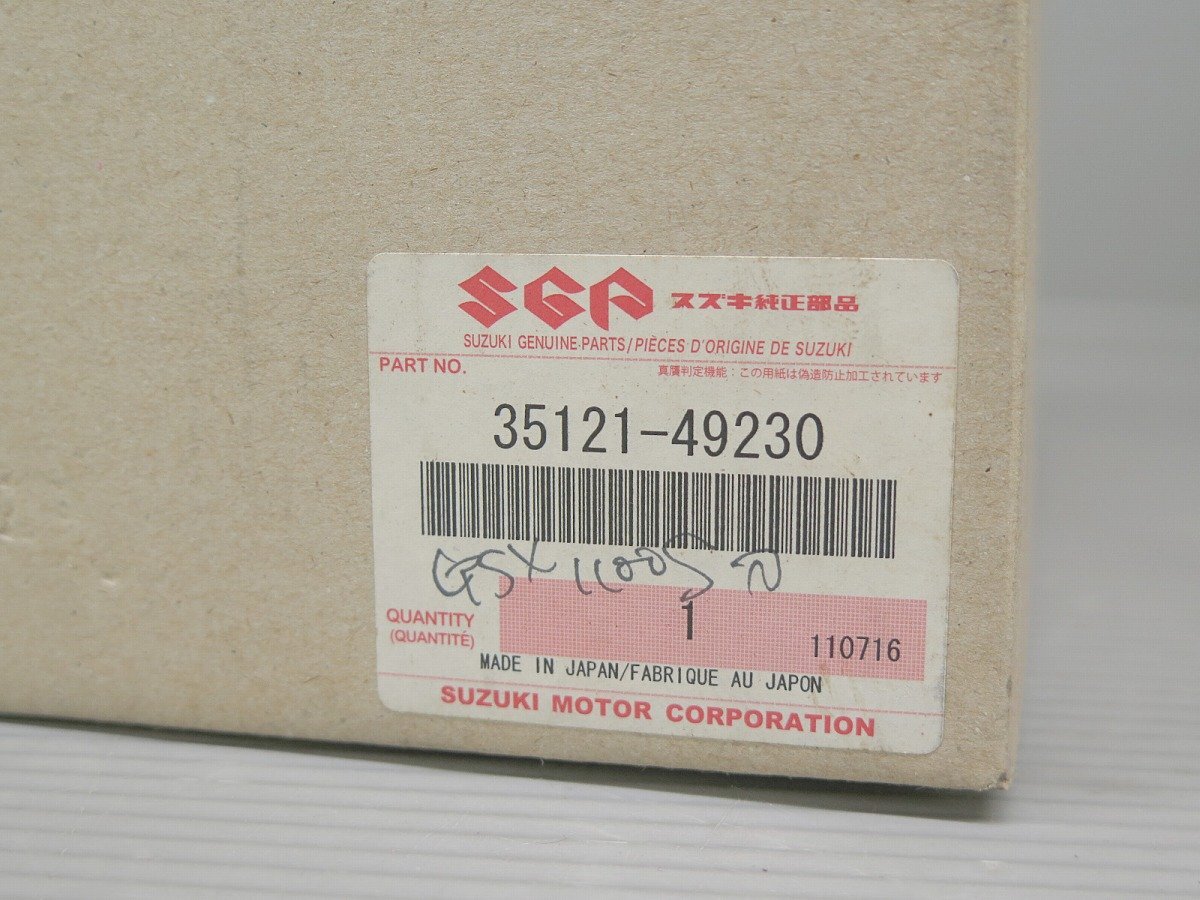 SGP スズキ純正部品
SUZUKI GENUINE PARTS/PIÈCES D'ORIGINE DE SUZUKI
PART NO.
真贋判定機能：この用紙は偽造防止加工されています
35121-49230
GSX 1100S
QUANTITY
(QUANTITÉ)
1
110716
MADE IN JAPAN/FABRIQUE AU JAPON
SUZUKI MOTOR CORPORATION